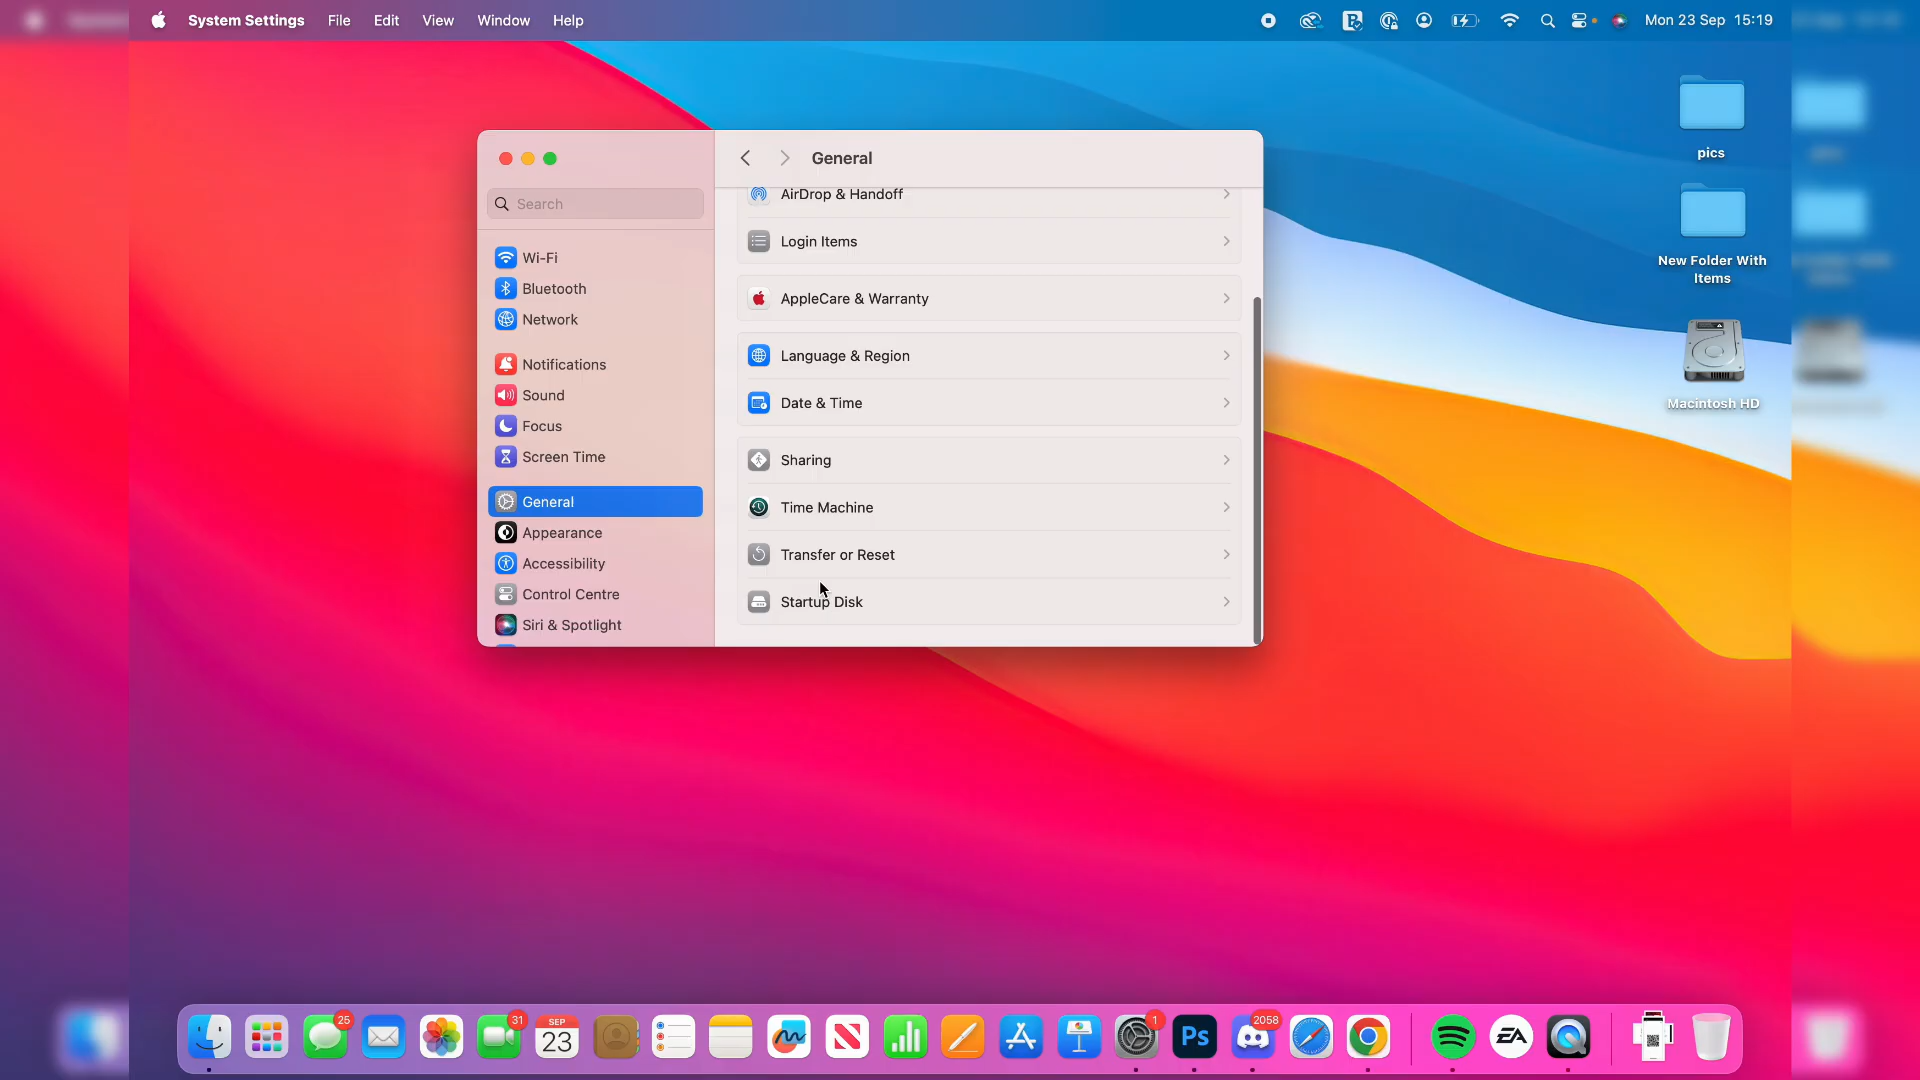 System Settings File Edit View Window Help Mon 23 Sep 15:19
General
Search
Wi-Fi
Bluetooth
Network
Notifications
Sound
Focus
Screen Time
General
Appearance
Accessibility
Control Centre
Siri & Spotlight
AirDrop & Handoff
Login Items
AppleCare & Warranty
Language & Region
Date & Time
Sharing
Time Machine
Transfer or Reset
Startup Disk
pics
New Folder With
Items
Macintosh HD
25
31
SEP
23
1
Ps
2058
EA